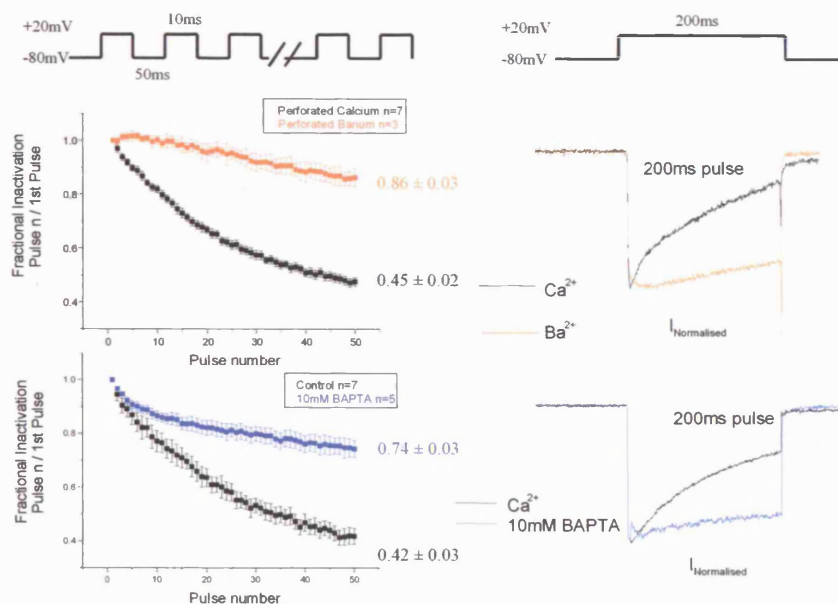 +20mV
10ms
-80mV
50ms
+20mV
200ms
-80mV
Perforated Calcium n=7
Perforated Barium n=3
Fractional Inactivation
Pulse n / 1st Pulse
1.0
0.8
0.6
0.4
0.86 ± 0.03
0.45 ± 0.02
0
10
20
30
40
50
Pulse number
200ms pulse
Ca2+
Ba2+
INormalised
Control n=7
10mM BAPTA n=5
Fractional Inactivation
Pulse n / 1st Pulse
1.0
0.8
0.6
0.4
0.74 ± 0.03
0.42 ± 0.03
0
10
20
30
40
50
Pulse number
200ms pulse
Ca2+
10mM BAPTA
INormalised